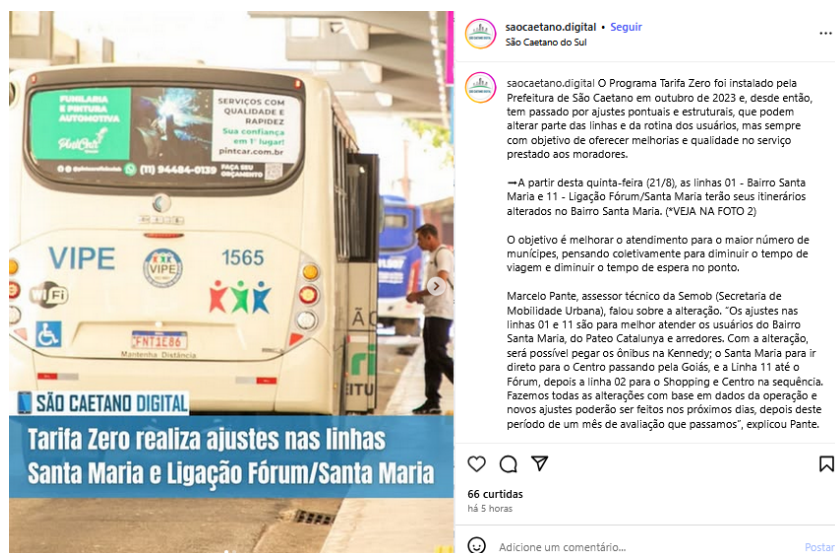 FUNILARIA
E PINTURA
AUTOMOTIVA
PintCar
SERVIÇOS COM
QUALIDADE E
RAPIDEZ
Sua confiança
em 1º lugar!
pintcar.com.br
(11) 94484-0139
FAÇA SEU
ORÇAMENTO
VIPE
VIPE
1565
Wi Fi
FNT1E86
Mantenha Distância
SÃO CAETANO DIGITAL
Tarifa Zero realiza ajustes nas linhas
Santa Maria e Ligação Fórum/Santa Maria
saocaetano.digital • Seguir
São Caetano do Sul
saocaetano.digital O Programa Tarifa Zero foi instalado pela
Prefeitura de São Caetano em outubro de 2023 e, desde então,
tem passado por ajustes pontuais e estruturais, que podem
alterar parte das linhas e da rotina dos usuários, mas sempre
com objetivo de oferecer melhorias e qualidade no serviço
prestado aos moradores.
➞A partir desta quinta-feira (21/8), as linhas 01 - Bairro Santa
Maria e 11 - Ligação Fórum/Santa Maria terão seus itinerários
alterados no Bairro Santa Maria. (*VEJA NA FOTO 2)
O objetivo é melhorar o atendimento para o maior número de
munícipes, pensando coletivamente para diminuir o tempo de
viagem e diminuir o tempo de espera no ponto.
Marcelo Pante, assessor técnico da Semob (Secretaria de
Mobilidade Urbana), falou sobre a alteração. "Os ajustes nas
linhas 01 e 11 são para melhor atender os usuários do Bairro
Santa Maria, do Pateo Catalunya e arredores. Com a alteração,
será possível pegar os ônibus na Kennedy; o Santa Maria para ir
direto para o Centro passando pela Goiás, e a Linha 11 até o
Fórum, depois a linha 02 para o Shopping e Centro na sequência.
Fazemos todas as alterações com base em dados da operação e
novos ajustes poderão ser feitos nos próximos dias, depois deste
período de um mês de avaliação que passamos", explicou Pante.
66 curtidas
há 5 horas
Adicione um comentário...
Postar